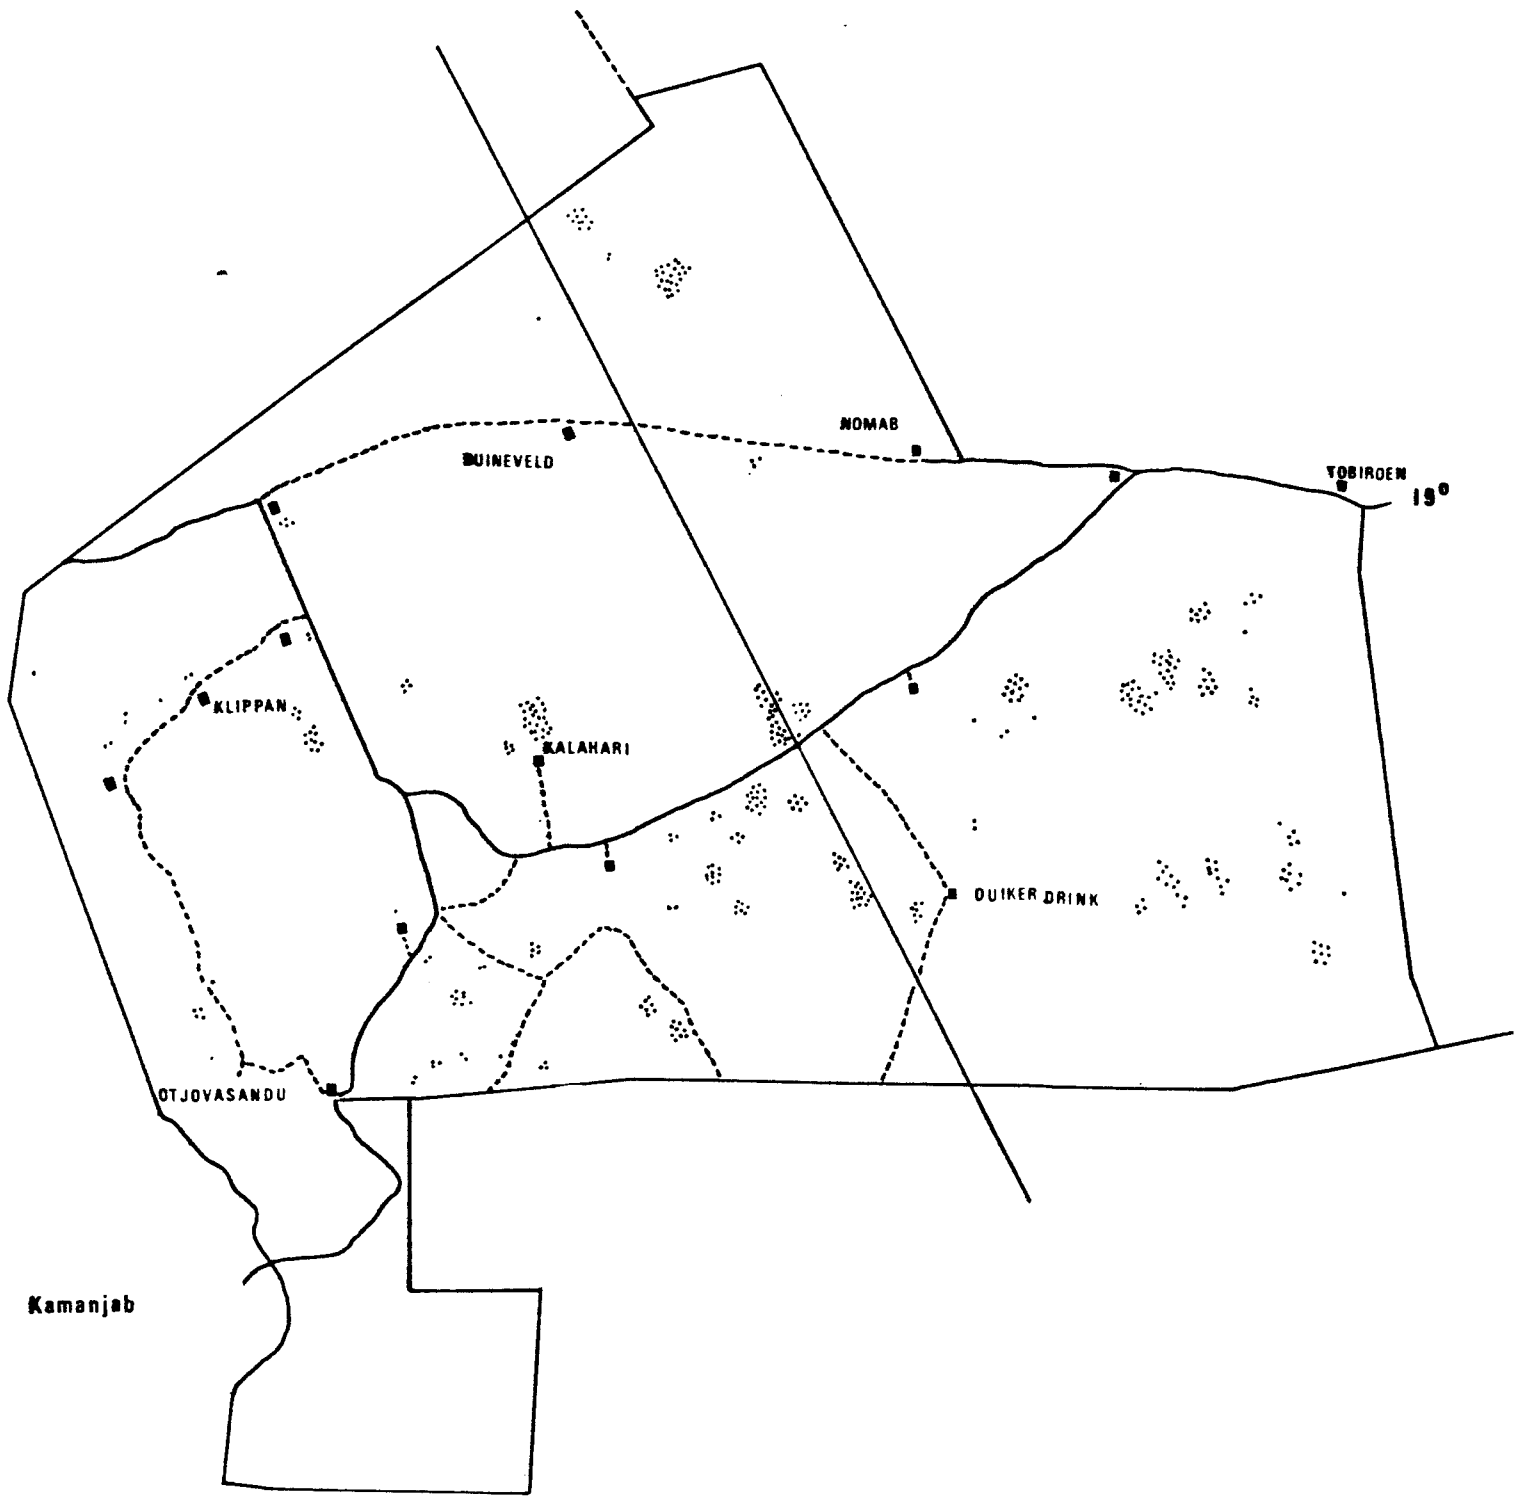 NOMAB
DUINEVELD
TOBIROEN
19°
KLIPPAN
KALAHARI
DUIKER DRINK
OTJOVASANDU
Kamanjab